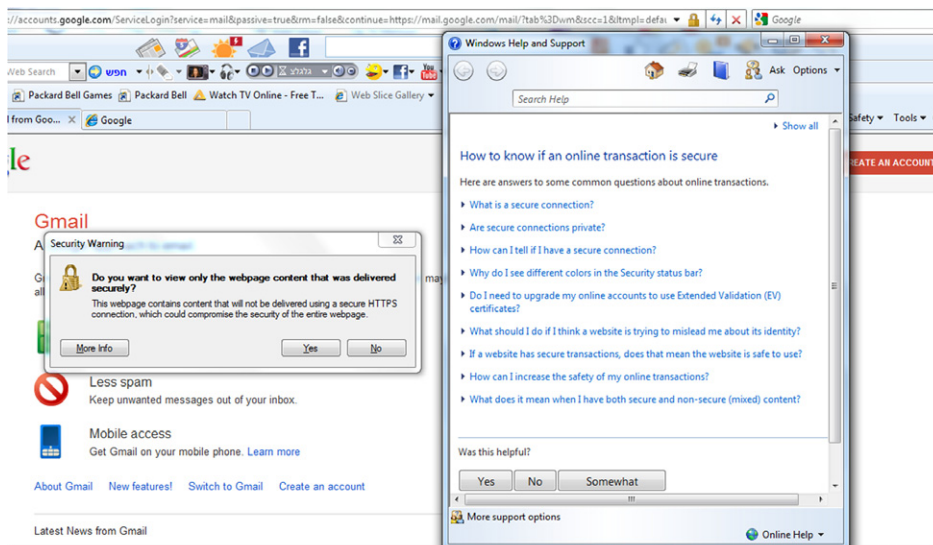 ://accounts.google.com/ServiceLogin?service=mail&passive=true&rm=false&continue=https://mail.google.com/mail/?tab%3Dwm&scc=1&ltmpl=defau
Google
Web Search
חפש
You
Tube
Packard Bell Games
Packard Bell
Watch TV Online - Free T...
Web Slice Gallery
l from Goo...
Google
Safety
Tools
gle
REATE AN ACCOUNT
Gmail
A
G
may
all
Security Warning
Do you want to view only the webpage content that was delivered
securely?
This webpage contains content that will not be delivered using a secure HTTPS
connection, which could compromise the security of the entire webpage.
More Info
Yes
No
Less spam
Keep unwanted messages out of your inbox.
Mobile access
Get Gmail on your mobile phone. Learn more
About Gmail
New features!
Switch to Gmail
Create an account
Latest News from Gmail
Windows Help and Support
Ask
Options
Search Help
Show all
How to know if an online transaction is secure
Here are answers to some common questions about online transactions.
What is a secure connection?
Are secure connections private?
How can I tell if I have a secure connection?
Why do I see different colors in the Security status bar?
Do I need to upgrade my online accounts to use Extended Validation (EV)
certificates?
What should I do if I think a website is trying to mislead me about its identity?
If a website has secure transactions, does that mean the website is safe to use?
How can I increase the safety of my online transactions?
What does it mean when I have both secure and non-secure (mixed) content?
Was this helpful?
Yes
No
Somewhat
More support options
Online Help